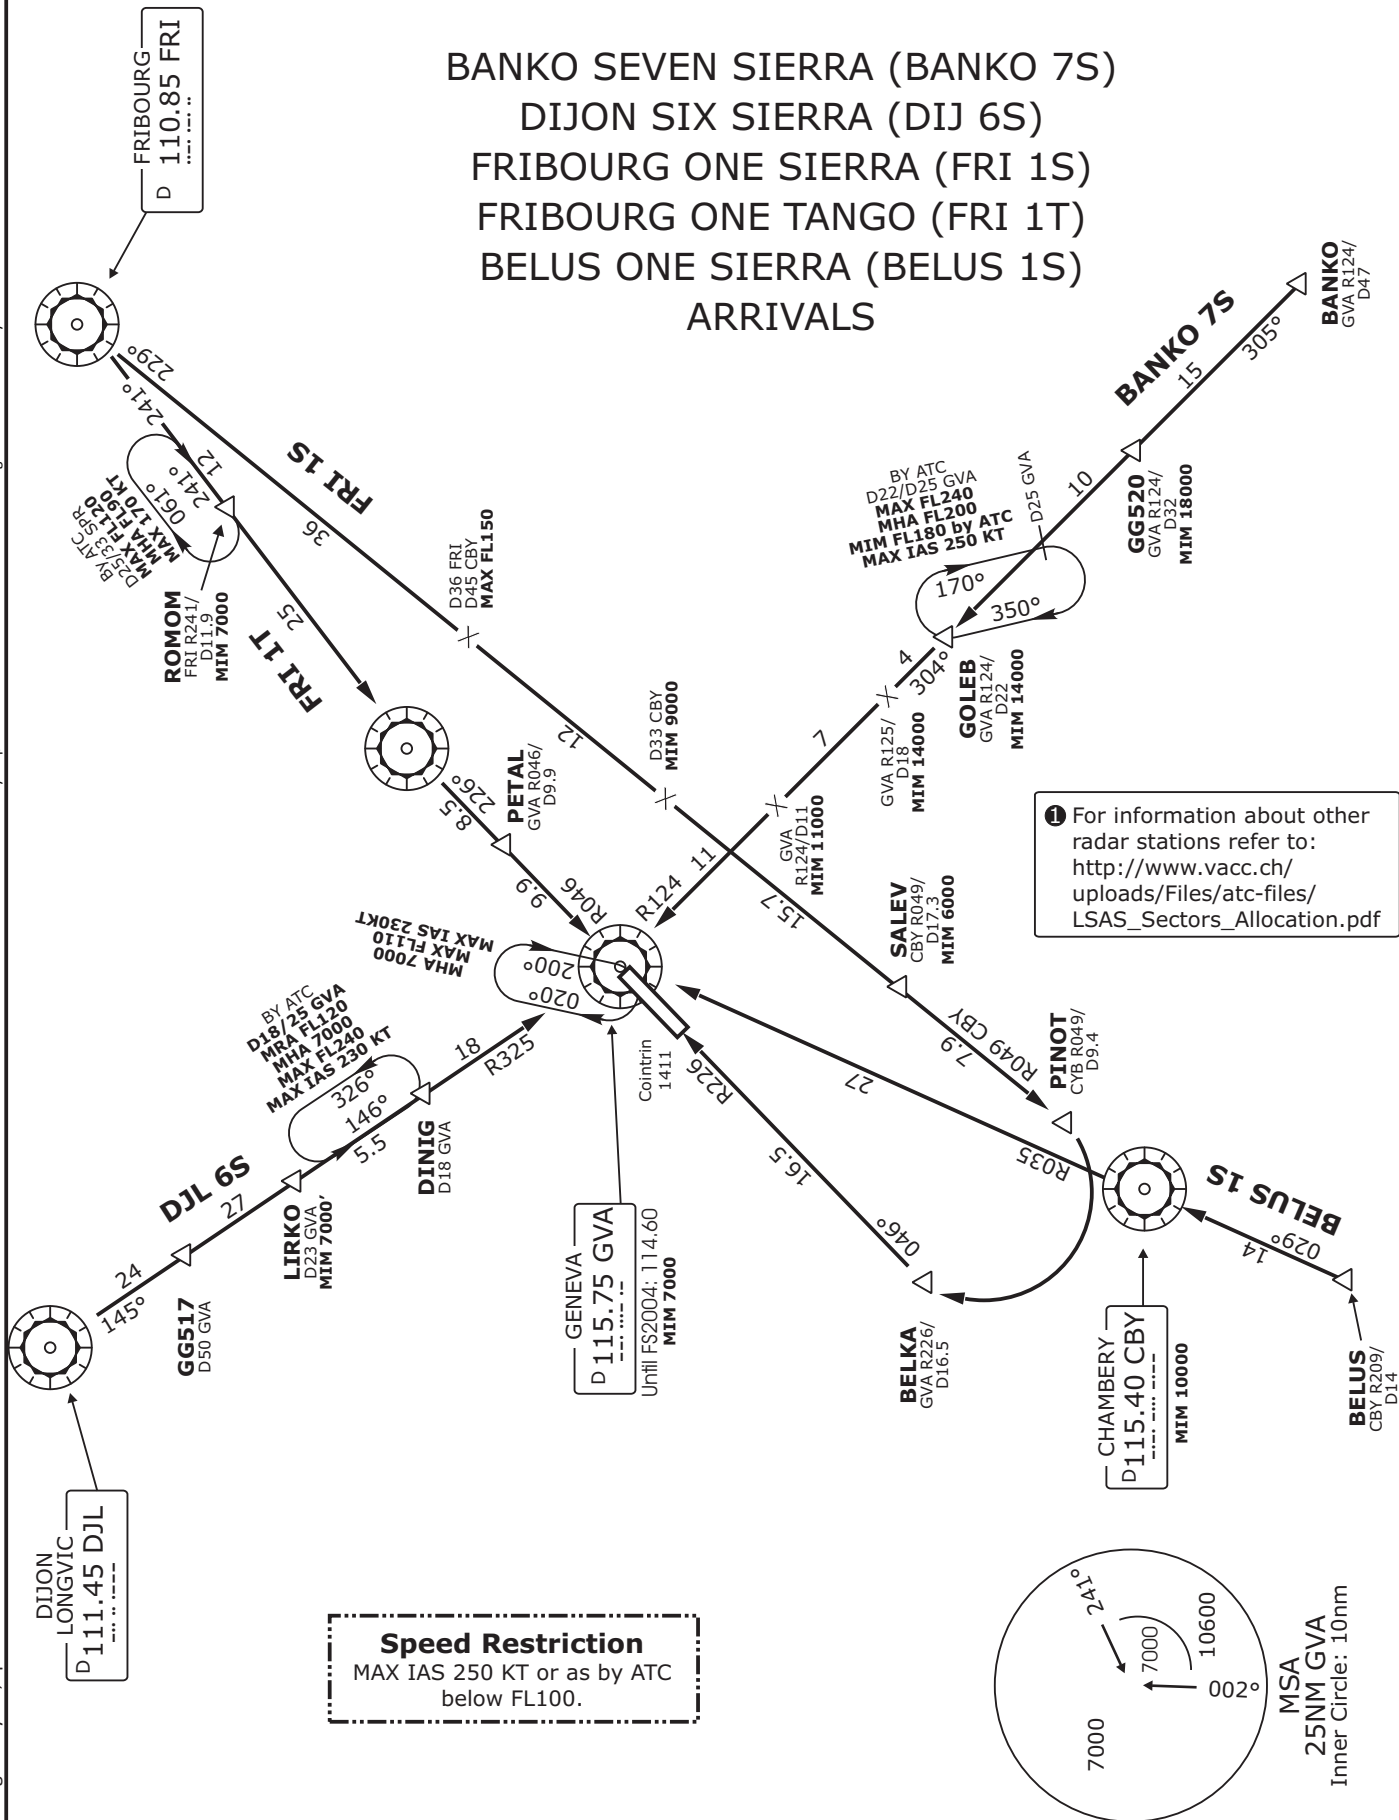 BANKO SEVEN SIERRA (BANKO 7S)
DIJON SIX SIERRA (DIJ 6S)
FRIBOURG ONE SIERRA (FRI 1S)
FRIBOURG ONE TANGO (FRI 1T)
BELUS ONE SIERRA (BELUS 1S)
ARRIVALS
FRIBOURG
D 110.85 FRI
229°
241°
12
241°
061°
BY ATC
D25/33 SPR
MAX FL120
MHA FL90
MAX 170 KT
ROMOM
FRI R241/
D11.9
MIM 7000
FRI 1S
36
25
FRI 1T
D36 FRI
D45 CBY
MAX FL150
12
D33 CBY
MIM 9000
15.7
8.5
226°
PETAL
GVA R046/
D9.9
9.9
R046
BANKO
GVA R124/
D47
305°
15
BANKO 7S
GG520
GVA R124/
D32
MIM 18000
10
BY ATC
D22/D25 GVA
MAX FL240
MHA FL200
MIM FL180 by ATC
MAX IAS 250 KT
D25 GVA
170°
350°
GOLEB
GVA R124/
D22
MIM 14000
4
304°
GVA R125/
D18
MIM 14000
7
GVA
R124/D11
MIM 11000
11
R124
❶ For information about other
radar stations refer to:
http://www.vacc.ch/
uploads/Files/atc-files/
LSAS_Sectors_Allocation.pdf
MHA 7000
MAX FL110
MAX IAS 230KT
200°
020°
SALEV
CBY R049/
D17.3
MIM 6000
7.9
R049 CBY
PINOT
CYB R049/
D9.4
Cointrin
1411
R226
16.5
046°
BELKA
GVA R226/
D16.5
27
R035
BY ATC
D18/25 GVA
MRA FL120
MHA 7000
MAX FL240
MAX IAS 230 KT
326°
146°
5.5
18
R325
DINIG
D18 GVA
DJL 6S
27
LIRKO
D23 GVA
MIM 7000'
24
145°
GG517
D50 GVA
GENEVA
D 115.75 GVA
Until FS2004: 114.60
MIM 7000
DIJON
LONGVIC
D 111.45 DJL
CHAMBERY
D 115.40 CBY
MIM 10000
BELUS 1S
029°
14
BELUS
CBY R209/
D14
Speed Restriction
MAX IAS 250 KT or as by ATC
below FL100.
241°
7000
10600
002°
7000
MSA
25NM GVA
Inner Circle: 10nm